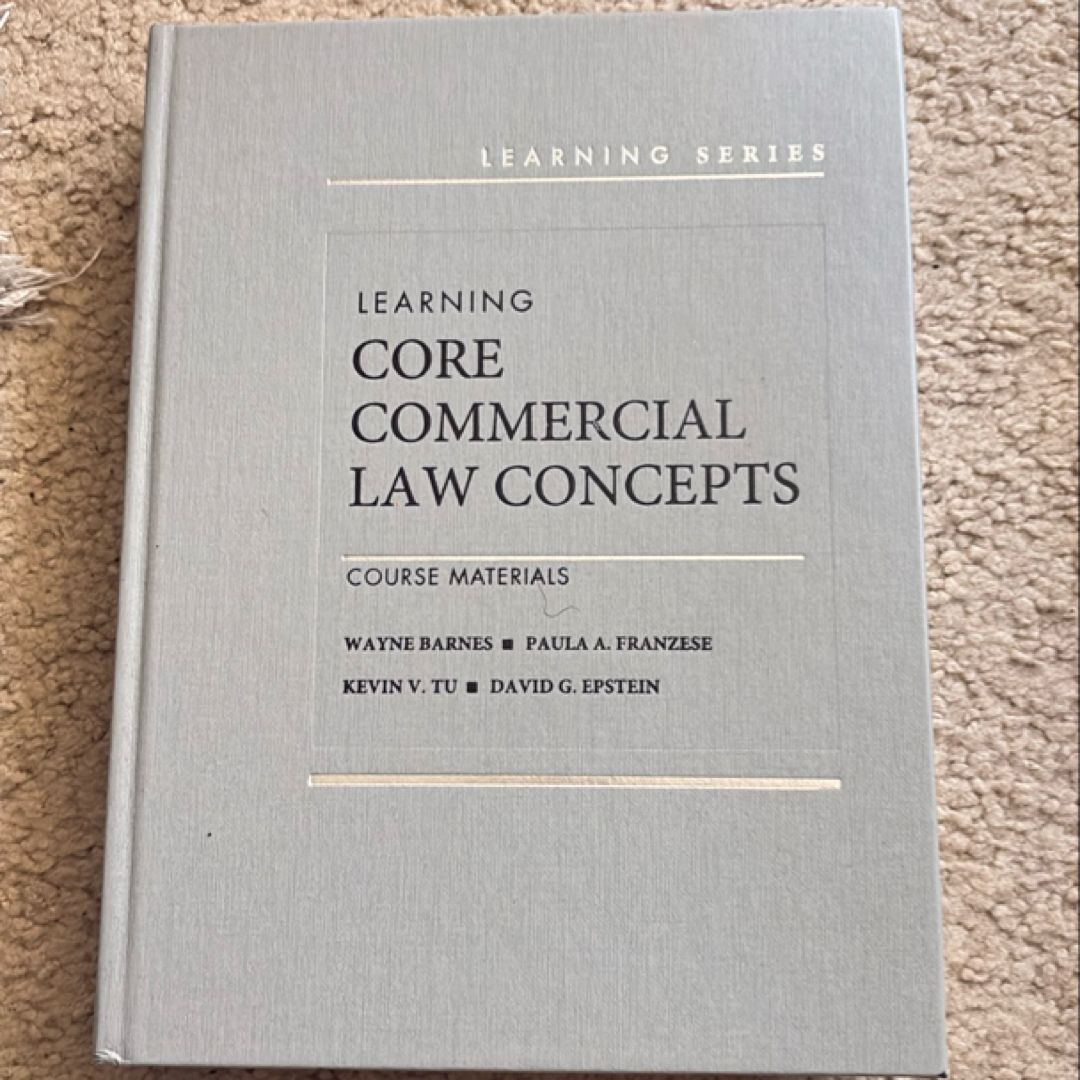 LEARNING SERIES
LEARNING
CORE
COMMERCIAL
LAW CONCEPTS
COURSE MATERIALS
WAYNE BARNES ■ PAULA A. FRANZESE
KEVIN V. TU ■ DAVID G. EPSTEIN